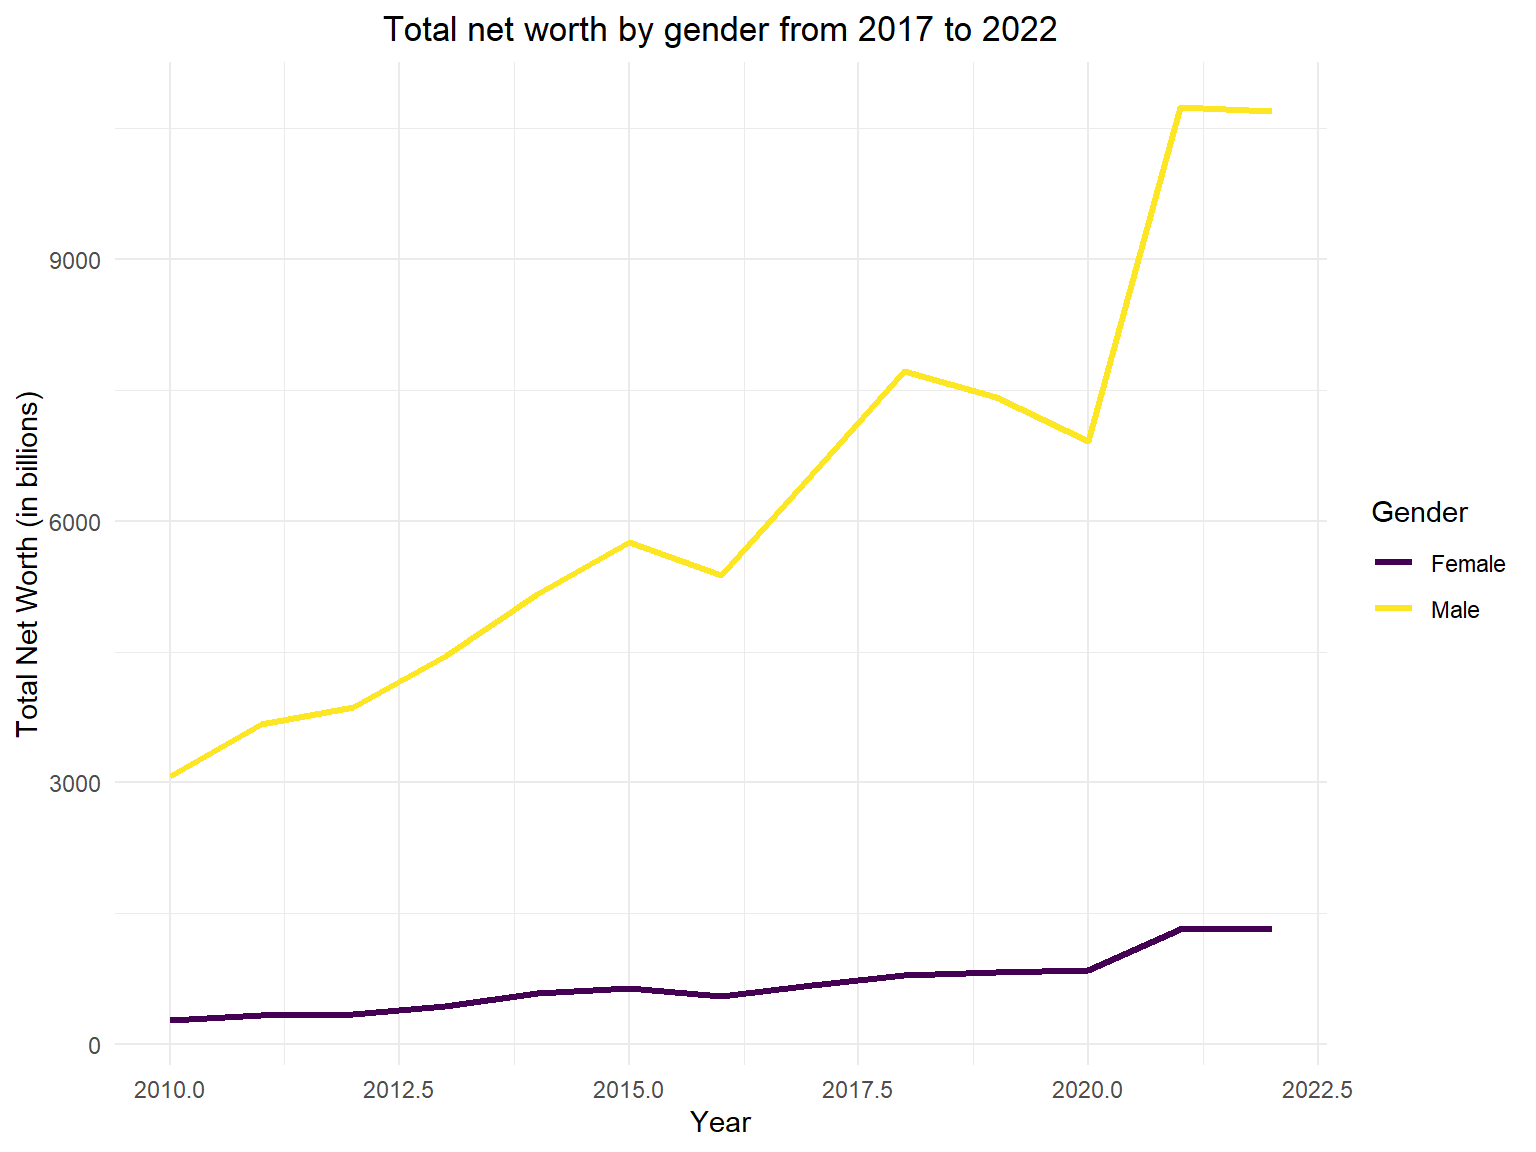 Total net worth by gender from 2017 to 2022
Total Net Worth (in billions)
9000
6000
3000
0
2010.0 2012.5 2015.0 2017.5 2020.0 2022.5
Year
Gender
Female
Male